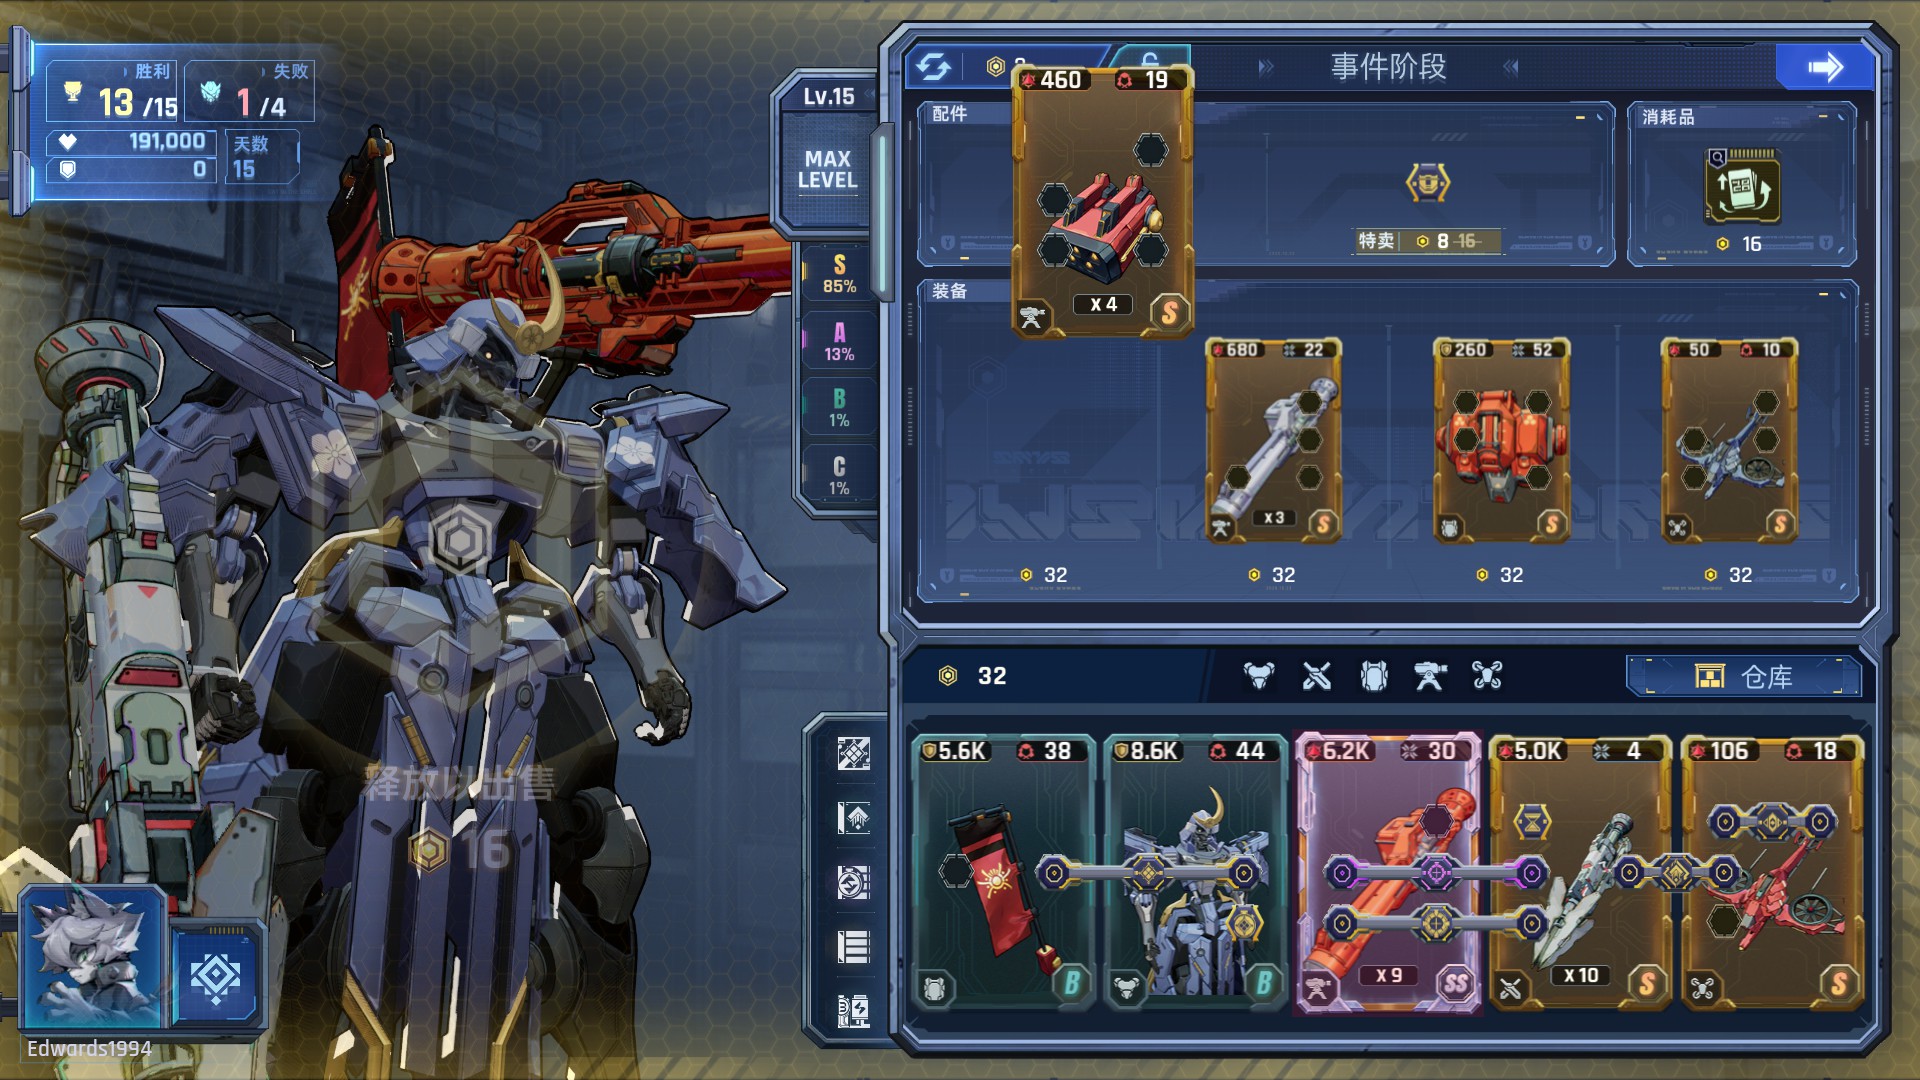 胜利
13 /15
失败
1 /4
191,000
天数
0
15
Lv.15
MAX
LEVEL
S
85%
A
13%
B
1%
C
1%
事件阶段
配件
460 19
x 4
S
特卖 8 16
消耗品
16
装备
680 22
x 3
S
260 52
S
50 10
S
32
32
32
32
32
仓库
5.6K 38
B
8.6K 44
B
6.2K 30
x 9
SS
5.0K 4
x 10
S
106 18
S
释放以出售
16
Edwards1994